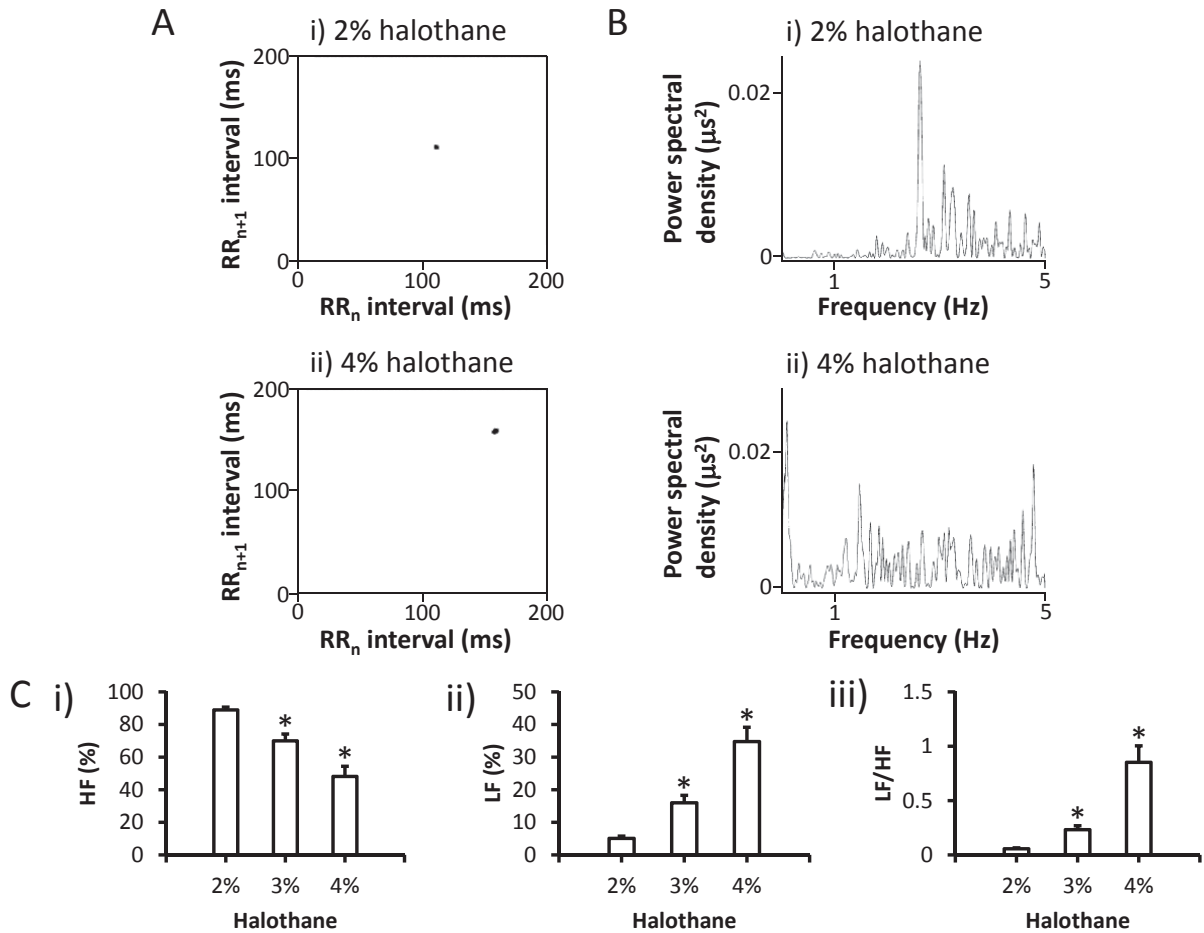 A
i) 2% halothane
200
100
0
0
100
200
RRn+1 interval (ms)
RRn interval (ms)
B
i) 2% halothane
0.02
0
1
5
Power spectral
density (μs²)
Frequency (Hz)
ii) 4% halothane
200
100
0
0
100
200
RRn+1 interval (ms)
RRn interval (ms)
ii) 4% halothane
0.02
0
1
5
Power spectral
density (μs²)
Frequency (Hz)
C
i)
100
80
60
40
20
0
HF (%)
*
*
2%
3%
4%
Halothane
ii)
50
40
30
20
10
0
LF (%)
*
*
2%
3%
4%
Halothane
iii)
1.5
1
0.5
0
LF/HF
*
*
2%
3%
4%
Halothane